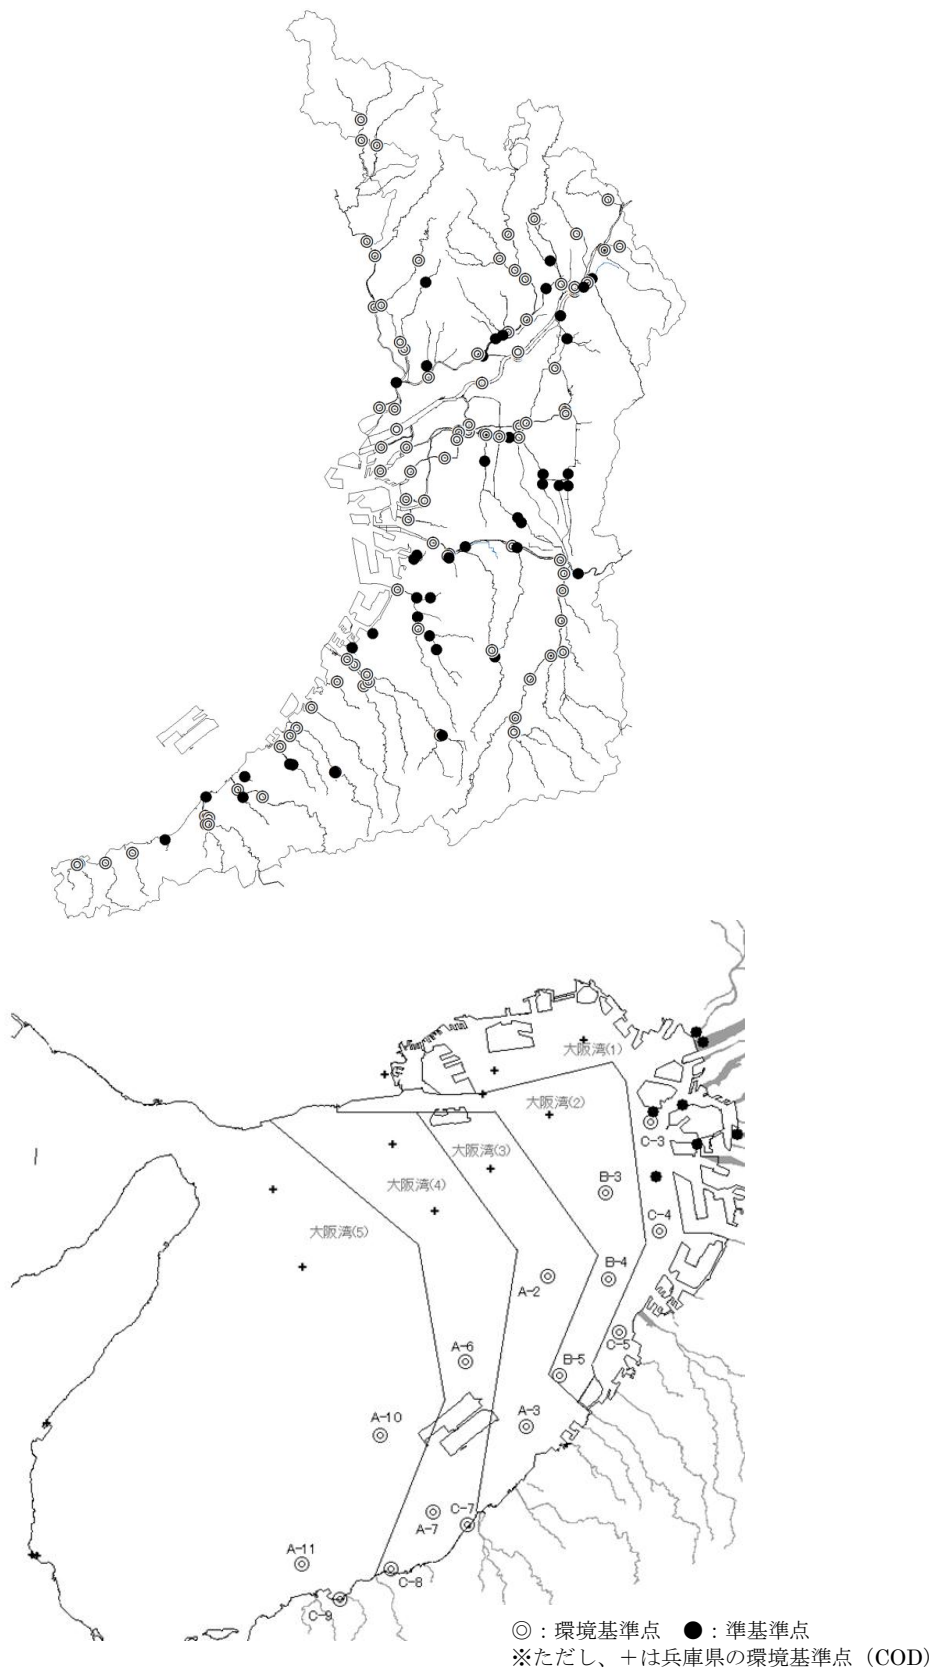 大阪湾(1)
大阪湾(2)
C-3
大阪湾(3)
大阪湾(4)
B-3
C-4
大阪湾(5)
B-4
A-2
C-5
A-6
B-5
A-10
A-3
C-7
A-7
A-11
C-8
C-9
◎：環境基準点　●：準基準点
※ただし、＋は兵庫県の環境基準点（COD）